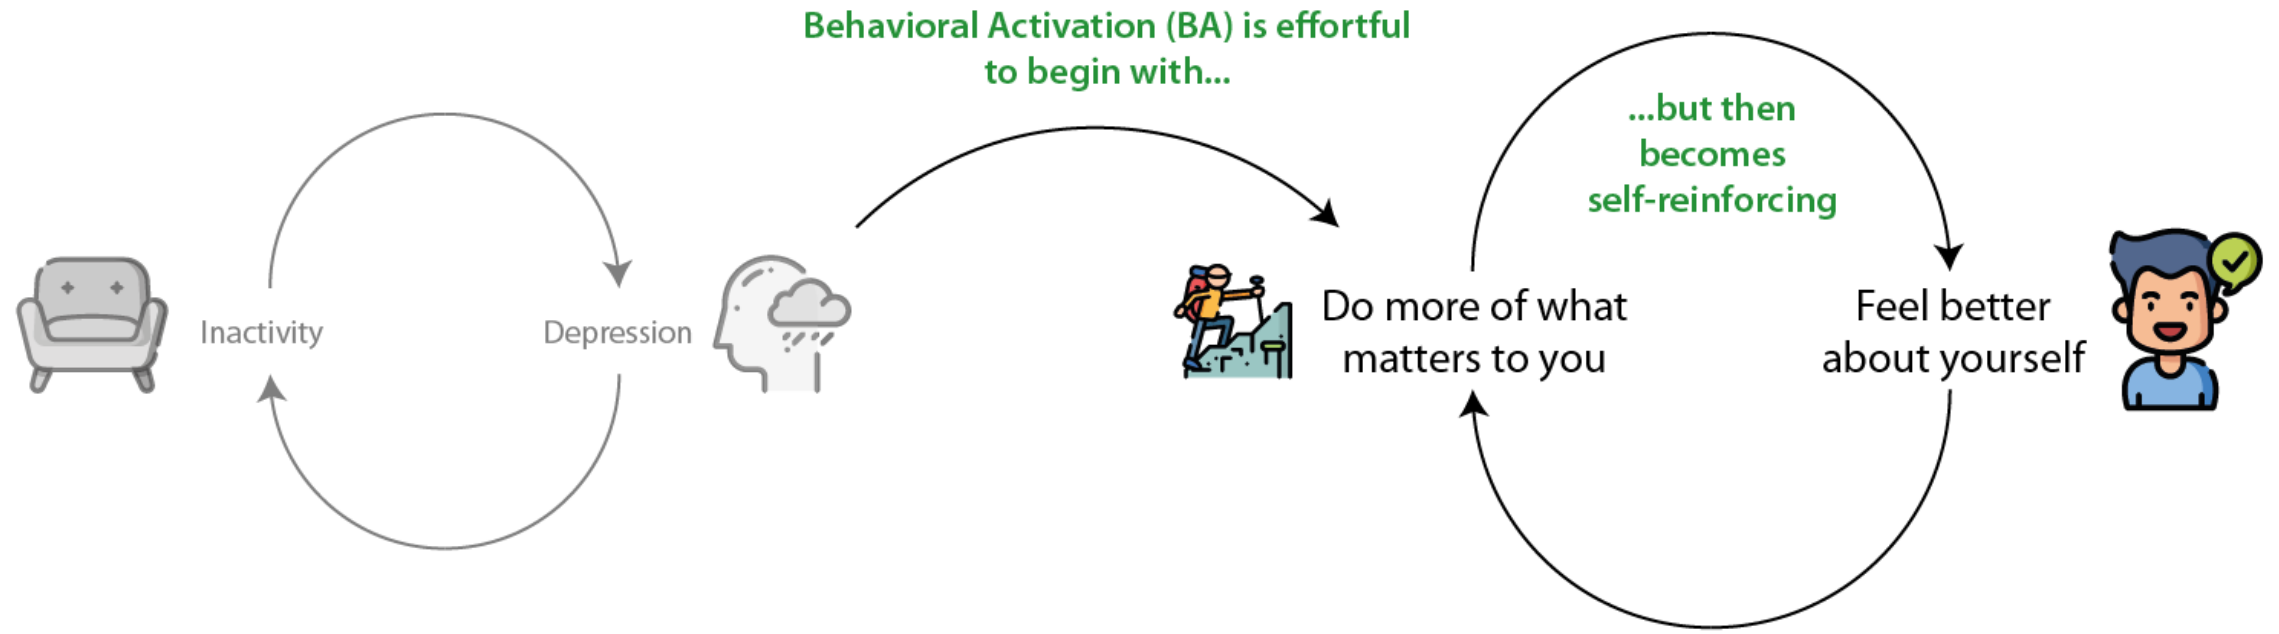 Behavioral Activation (BA) is effortful
to begin with...
...but then
becomes
self-reinforcing
Inactivity
Depression
Do more of what
matters to you
Feel better
about yourself